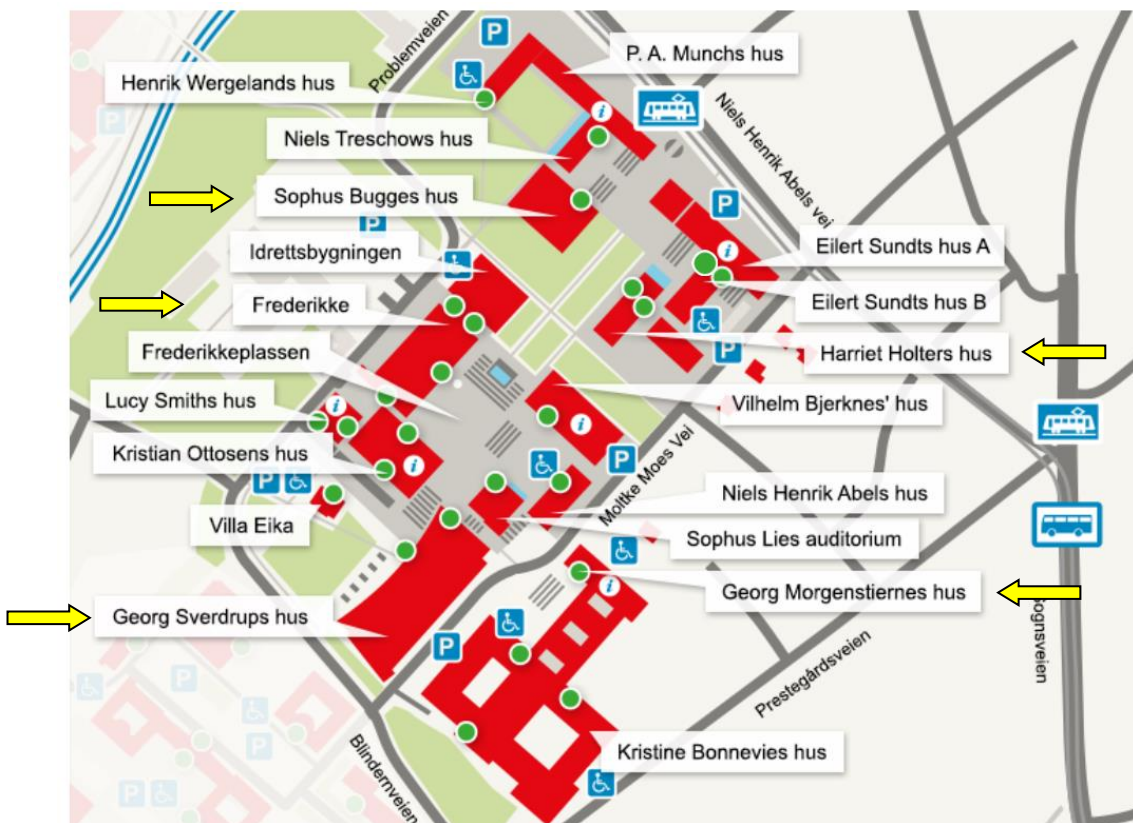 P
Problemveien
P. A. Munchs hus
Henrik Wergelands hus
i
Niels Henrik Abels vei
Niels Treschows hus
Sophus Bugges hus
P
P
Idrettsbygningen
i
Eilert Sundts hus A
Frederikke
Eilert Sundts hus B
Frederikkeplassen
P
Harriet Holters hus
Lucy Smiths hus
i
Vilhelm Bjerknes' hus
i
Kristian Ottosens hus
i
P
P
Moltke Moes Vei
Niels Henrik Abels hus
Villa Eika
Sophus Lies auditorium
i
Georg Morgenstiernes hus
Georg Sverdrups hus
P
Sognsveien
Prestegårdsveien
P
P
Blindernveien
Kristine Bonnevies hus
P